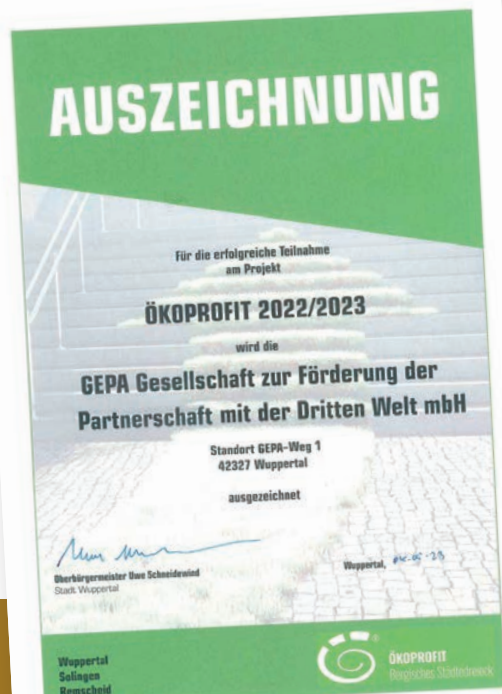 AUSZEICHNUNG
Für die erfolgreiche Teilnahme
am Projekt
ÖKOPROFIT 2022/2023
wird die
GEPA Gesellschaft zur Förderung der
Partnerschaft mit der Dritten Welt mbH
Standort GEPA-Weg 1
42327 Wuppertal
ausgezeichnet
Oberbürgermeister Uwe Schneidewind
Stadt Wuppertal
Wuppertal,
Wuppertal
Solingen
Remscheid
ÖKOPROFIT
Bergisches Städtedreieck